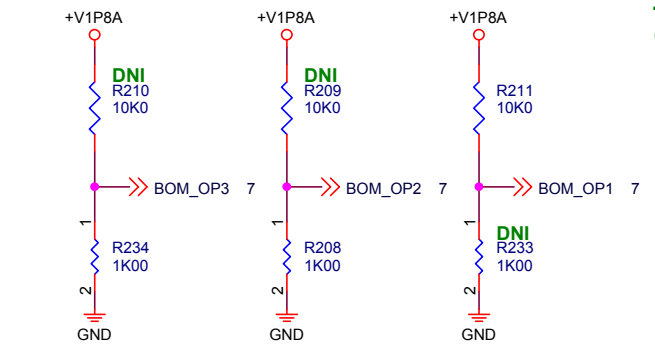 +V1P8A +V1P8A +V1P8A
DNI DNI
R210 R209 R211
10K0 10K0 10K0
BOM_OP3 7 BOM_OP2 7 BOM_OP1 7
1 1 1
DNI
R234 R208 R233
1K00 1K00 1K00
2 2 2
GND GND GND